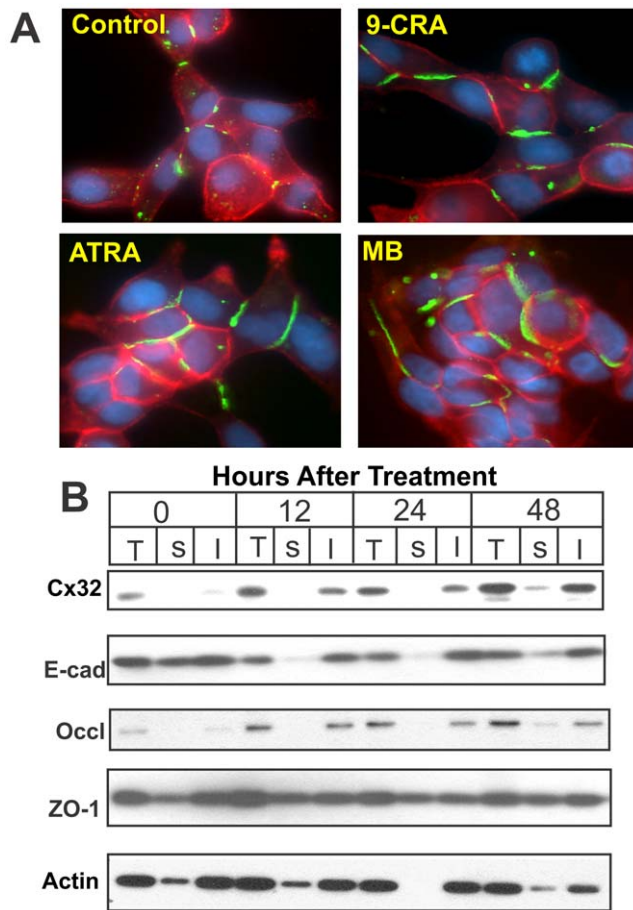 A
Control
9-CRA
ATRA
MB
B
Hours After Treatment
0 12 24 48
T S I T S I T S I T S I
Cx32
E-cad
Occl
ZO-1
Actin